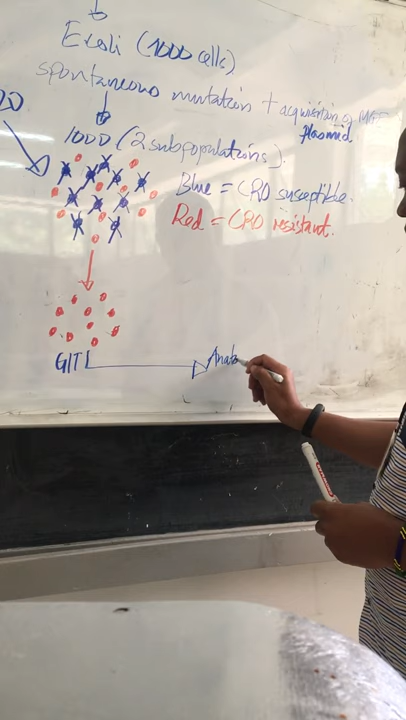 E.coli (1000 cells)
spontaneous mutation + acquisition of
plasmid
1000 (2 subpopulations).
Blue = CRO susceptible.
Red = CRO resistant.
GIT